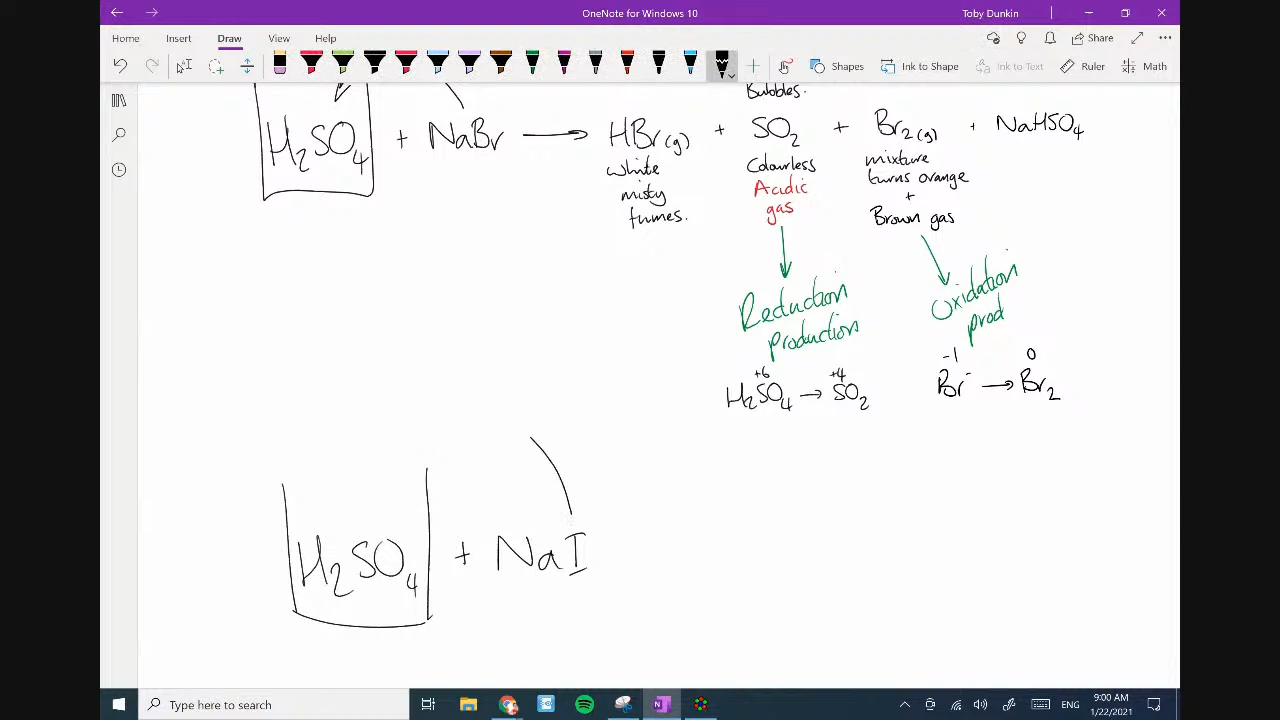 OneNote for Windows 10
Toby Dunkin
Home Insert Draw View Help
Share
Shapes
Ink to Shape
Ink to Text
Ruler
Math
Bubbles.
H₂SO₄ + NaBr → HBr(g) + SO₂ + Br₂(g) + NaHSO₄
white
misty
fumes.
Colourless
Acidic
gas
mixture
turns orange
+
Brown gas
Reduction
production
Oxidation
prod
+6 +4
H₂SO₄ → SO₂
-1 0
Br⁻ → Br₂
H₂SO₄ + NaI
Type here to search
9:00 AM
1/22/2021